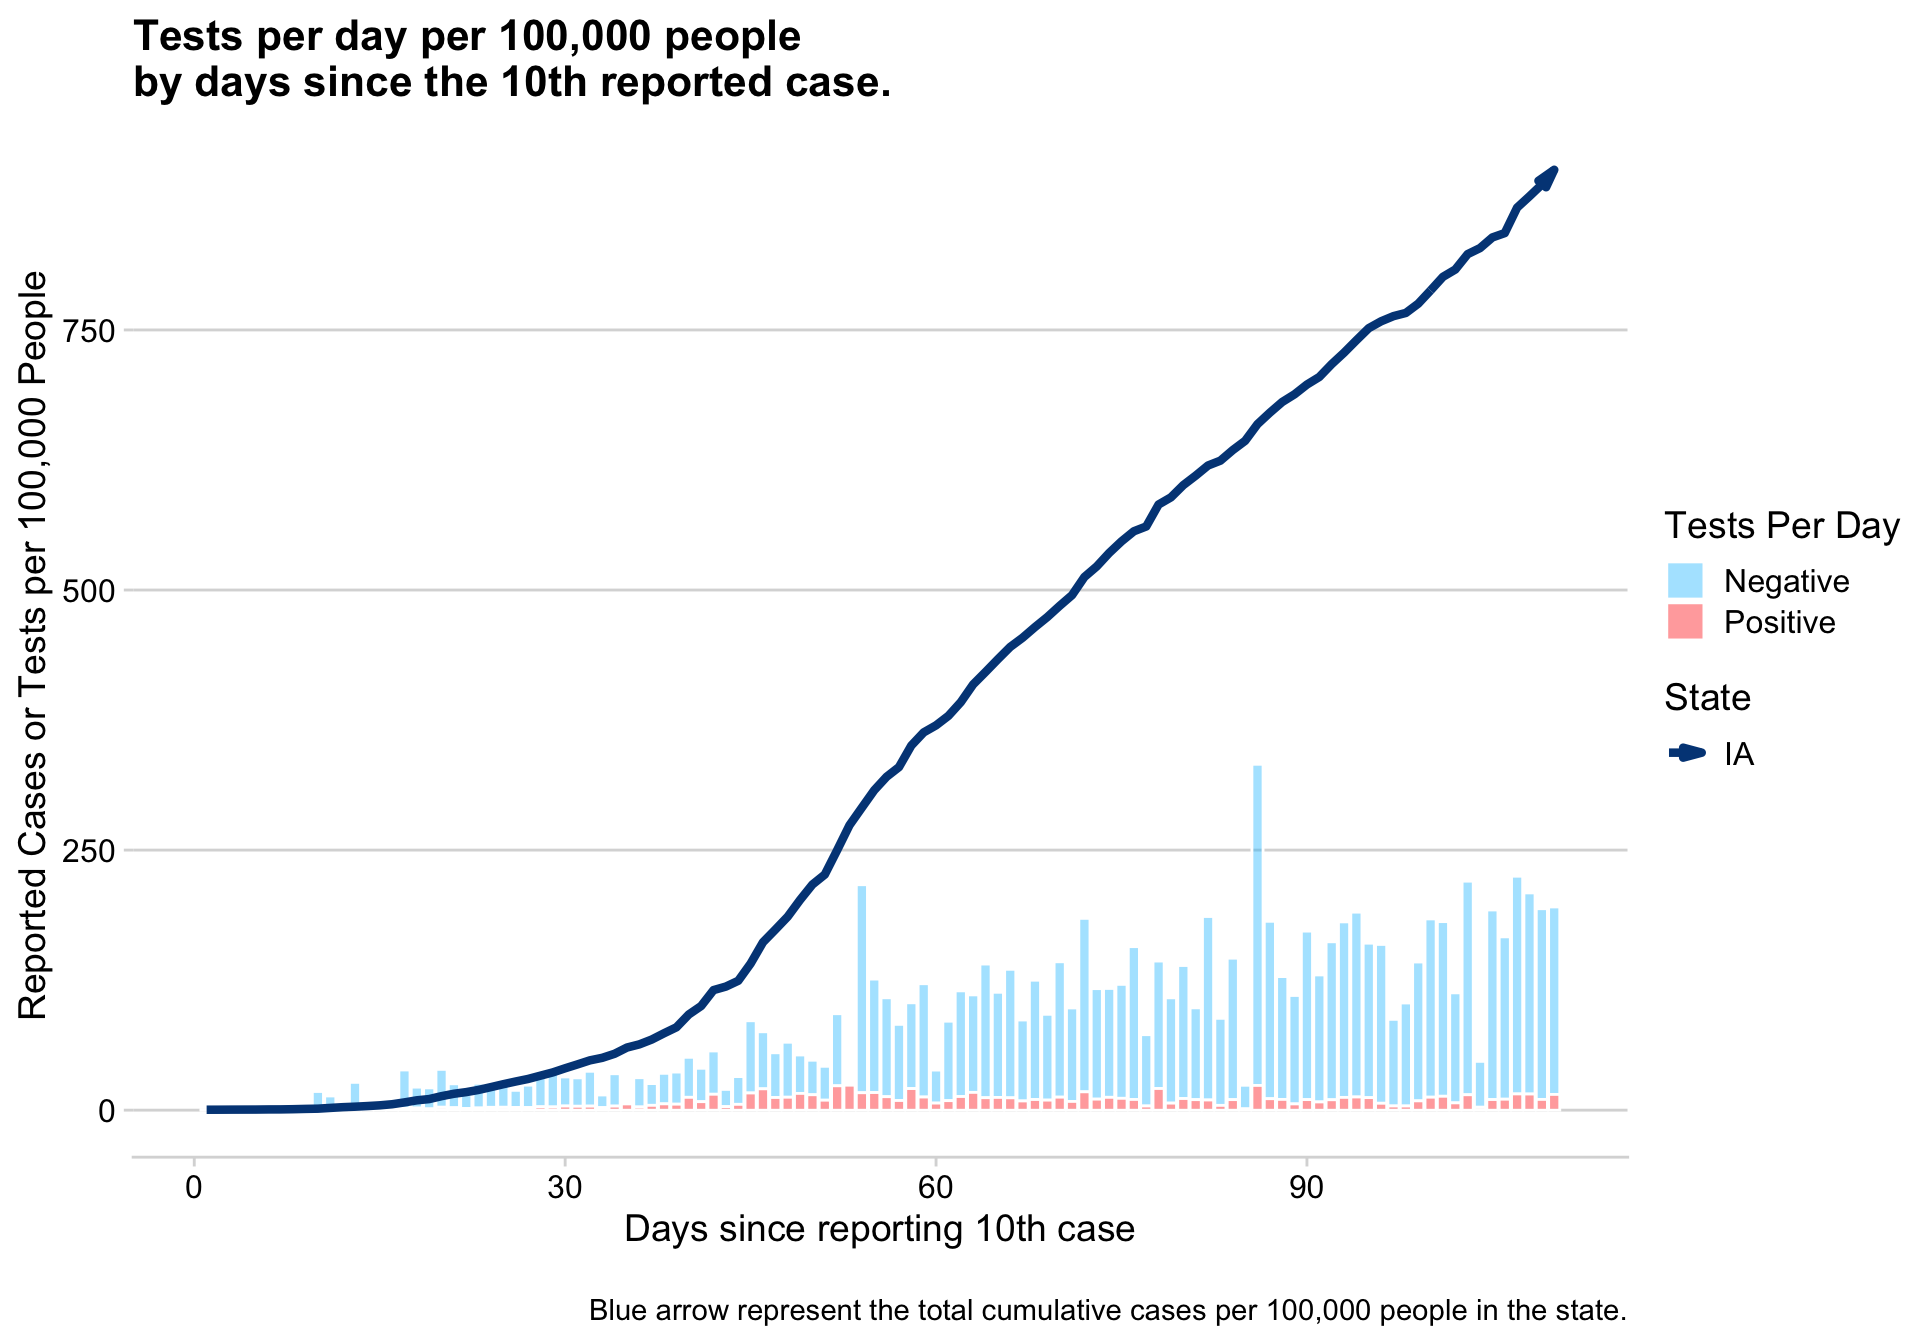 Tests per day per 100,000 people
by days since the 10th reported case.
Reported Cases or Tests per 100,000 People
750
500
250
0
0 30 60 90
Days since reporting 10th case
Tests Per Day
Negative
Positive
State
IA
Blue arrow represent the total cumulative cases per 100,000 people in the state.